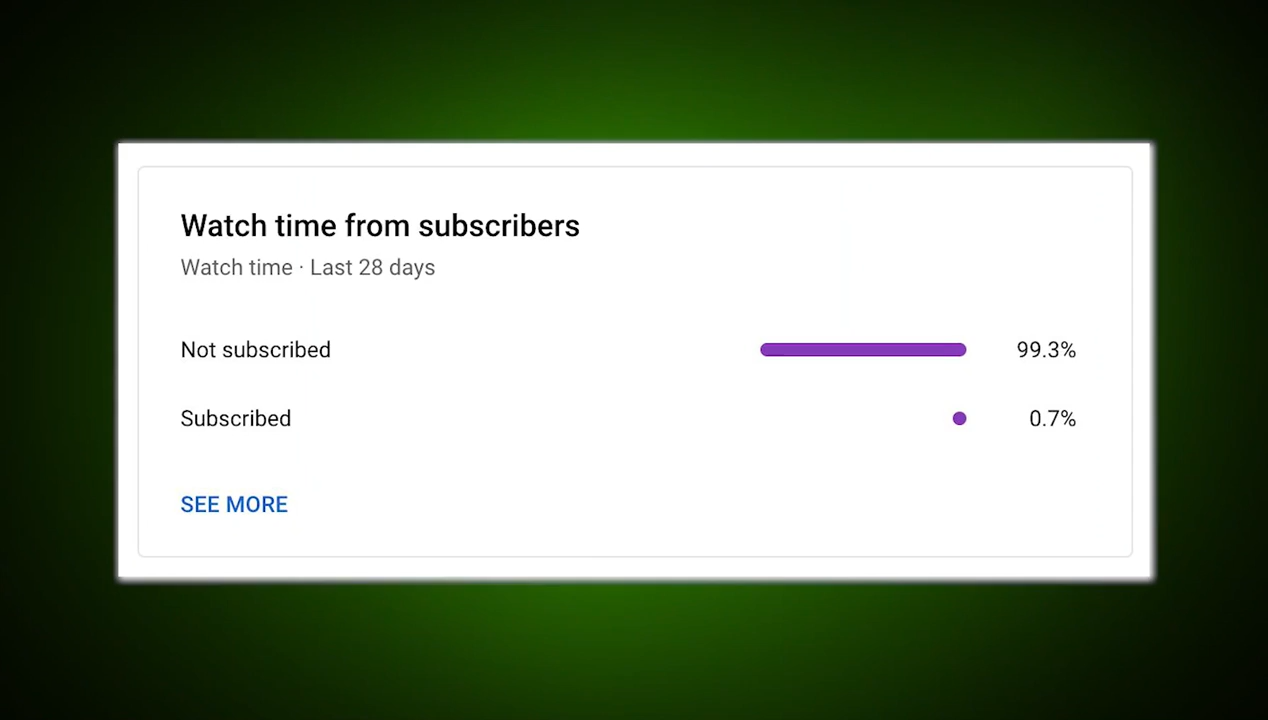 Watch time from subscribers
Watch time · Last 28 days
Not subscribed 99.3%
Subscribed 0.7%
SEE MORE